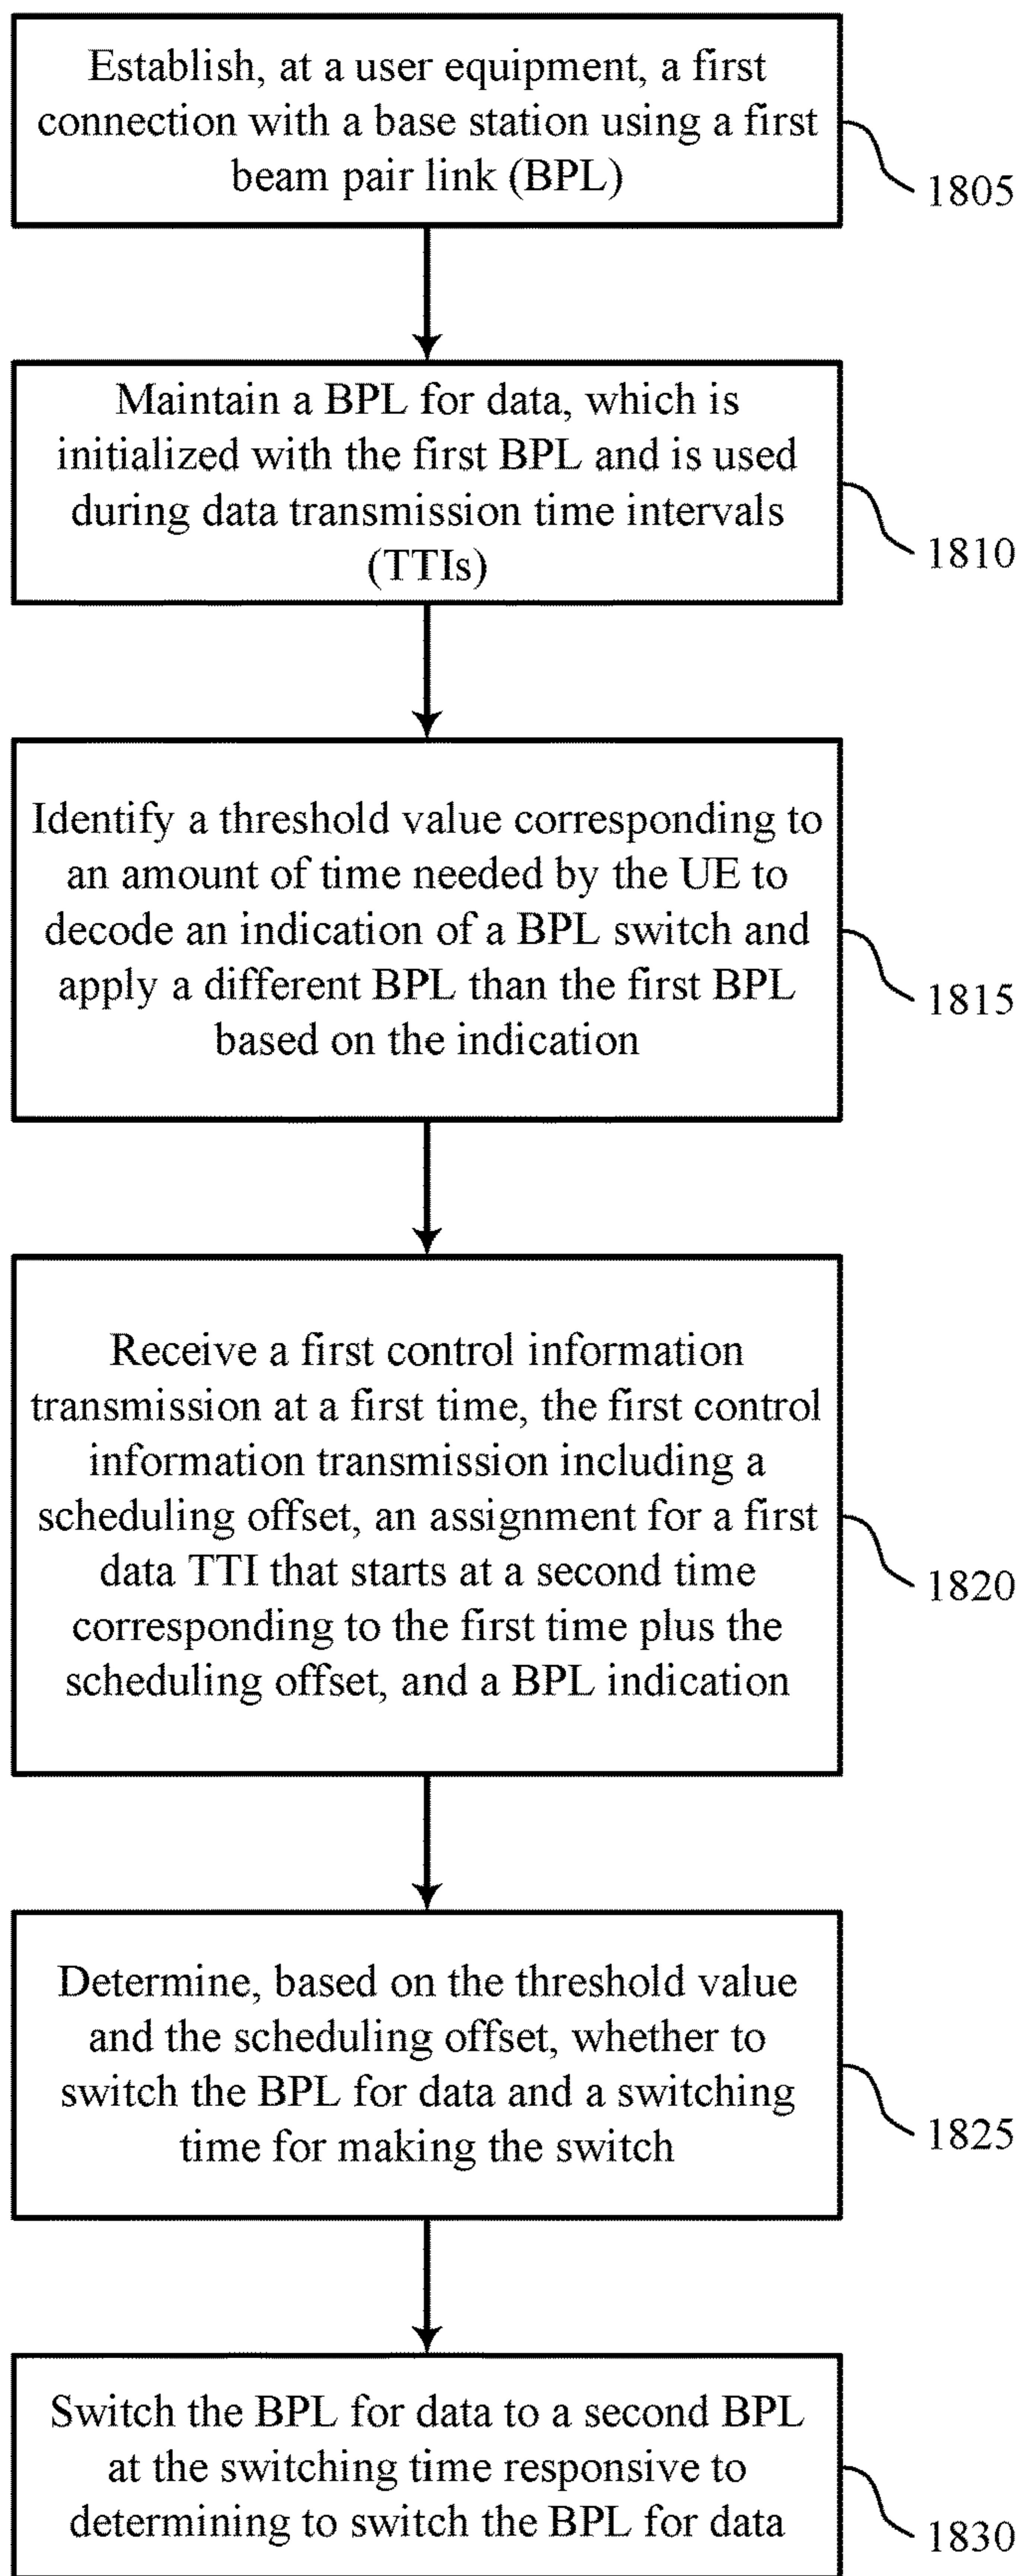 Establish, at a user equipment, a first
connection with a base station using a first
beam pair link (BPL)
1805
Maintain a BPL for data, which is
initialized with the first BPL and is used
during data transmission time intervals
(TTIs)
1810
Identify a threshold value corresponding to
an amount of time needed by the UE to
decode an indication of a BPL switch and
apply a different BPL than the first BPL
based on the indication
1815
Receive a first control information
transmission at a first time, the first control
information transmission including a
scheduling offset, an assignment for a first
data TTI that starts at a second time
corresponding to the first time plus the
scheduling offset, and a BPL indication
1820
Determine, based on the threshold value
and the scheduling offset, whether to
switch the BPL for data and a switching
time for making the switch
1825
Switch the BPL for data to a second BPL
at the switching time responsive to
determining to switch the BPL for data
1830